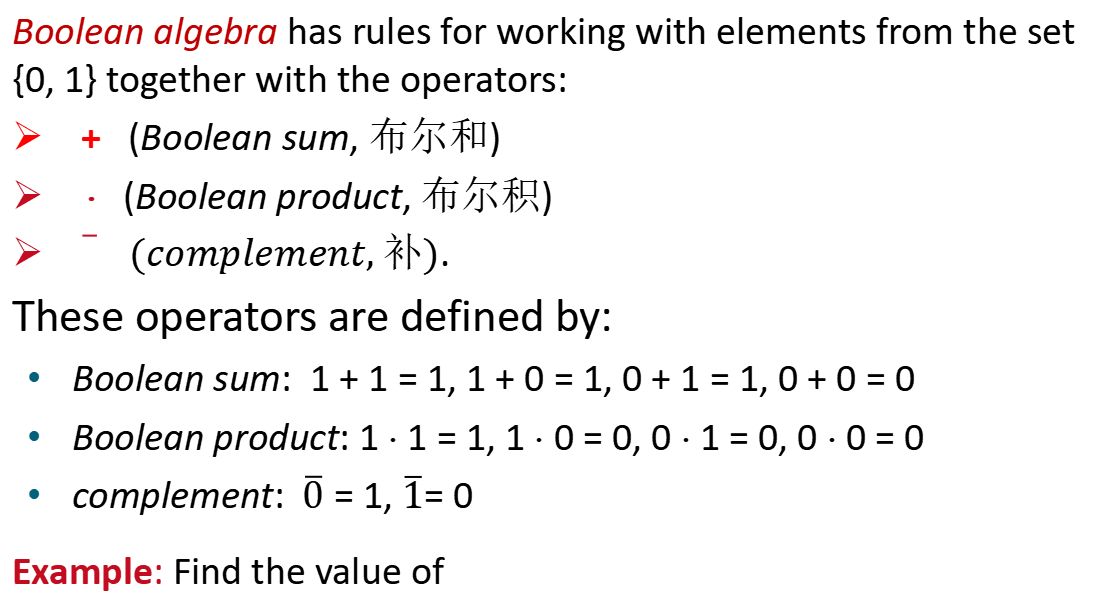 Boolean algebra has rules for working with elements from the set
{0, 1} together with the operators:
➢ + (Boolean sum, 布尔和)
➢ · (Boolean product, 布尔积)
➢ ¯ (complement, 补).
These operators are defined by:
• Boolean sum: 1 + 1 = 1, 1 + 0 = 1, 0 + 1 = 1, 0 + 0 = 0
• Boolean product: 1 · 1 = 1, 1 · 0 = 0, 0 · 1 = 0, 0 · 0 = 0
• complement: 0̅ = 1, 1̅= 0
Example: Find the value of